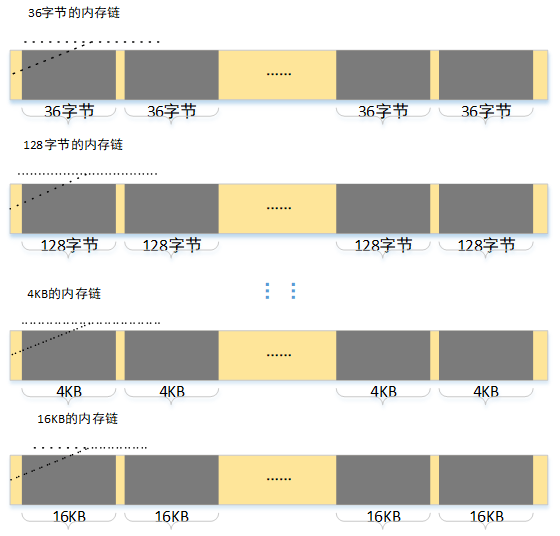 36字节的内存链
......
36字节 36字节 36字节 36字节
128字节的内存链
......
128字节 128字节 128字节 128字节
4KB的内存链
......
4KB 4KB 4KB 4KB
16KB的内存链
......
16KB 16KB 16KB 16KB